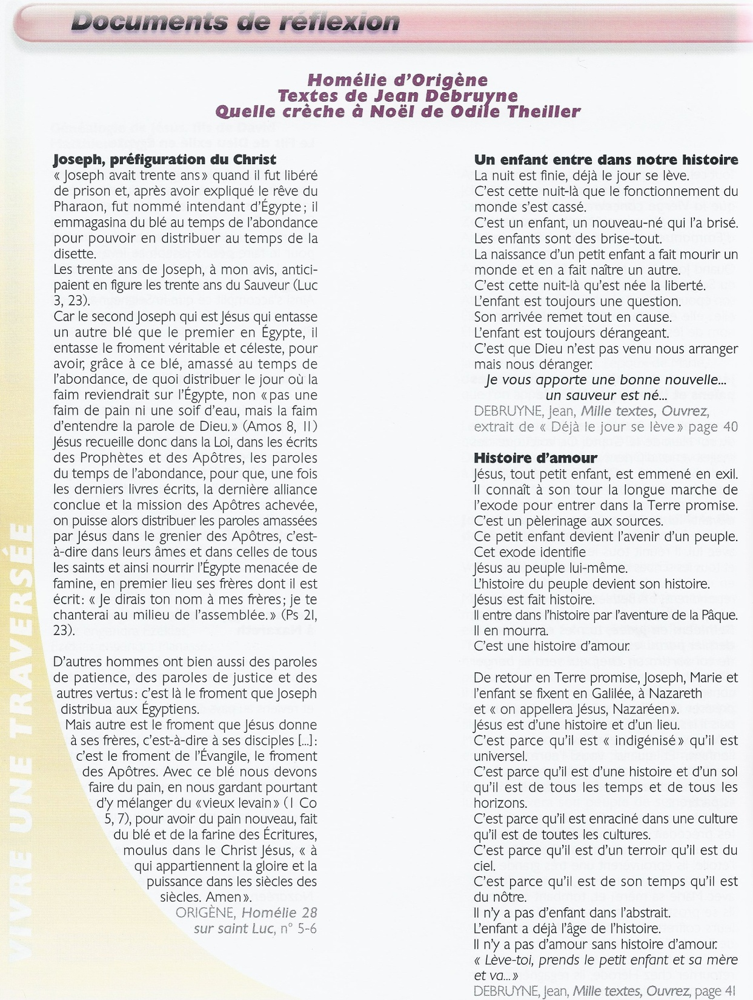 Documents de réflexion
Homélie d'Origène
Textes de Jean Debruyne
Quelle crèche à Noël de Odile Theiller
Joseph, préfiguration du Christ
« Joseph avait trente ans» quand il fut libéré
de prison et, après avoir expliqué le rêve du
Pharaon, fut nommé intendant d'Égypte; il
emmagasina du blé au temps de l'abondance
pour pouvoir en distribuer au temps de la
disette.
Les trente ans de Joseph, à mon avis, antici-
paient en figure les trente ans du Sauveur (Luc
3, 23).
Car le second Joseph qui est Jésus qui entasse
un autre blé que le premier en Égypte, il
entasse le froment véritable et céleste, pour
avoir, grâce à ce blé, amassé au temps de
l'abondance, de quoi distribuer le jour où la
faim reviendrait sur l'Égypte, non «pas une
faim de pain ni une soif d'eau, mais la faim
d'entendre la parole de Dieu.» (Amos 8, 11)
Jésus recueille donc dans la Loi, dans les écrits
des Prophètes et des Apôtres, les paroles
du temps de l'abondance, pour que, une fois
les derniers livres écrits, la dernière alliance
conclue et la mission des Apôtres achevée,
on puisse alors distribuer les paroles amassées
par Jésus dans le grenier des Apôtres, c'est-
à-dire dans leurs âmes et dans celles de tous
les saints et ainsi nourrir l'Égypte menacée de
famine, en premier lieu ses frères dont il est
écrit: « Je dirais ton nom à mes frères; je te
chanterai au milieu de l'assemblée.» (Ps 21,
23).
D'autres hommes ont bien aussi des paroles
de patience, des paroles de justice et des
autres vertus: c'est là le froment que Joseph
distribua aux Égyptiens.
Mais autre est le froment que Jésus donne
à ses frères, c'est-à-dire à ses disciples [...]:
c'est le froment de l'Évangile, le froment
des Apôtres. Avec ce blé nous devons
faire du pain, en nous gardant pourtant
d'y mélanger du «vieux levain» (1 Co
5, 7), pour avoir du pain nouveau, fait
du blé et de la farine des Écritures,
moulus dans le Christ Jésus, « à
qui appartiennent la gloire et la
puissance dans les siècles des
siècles. Amen».
ORIGÈNE, Homélie 28
sur saint Luc, n° 5-6
Un enfant entre dans notre histoire
La nuit est finie, déjà le jour se lève.
C'est cette nuit-là que le fonctionnement du
monde s'est cassé.
C'est un enfant, un nouveau-né qui l'a brisé.
Les enfants sont des brise-tout.
La naissance d'un petit enfant a fait mourir un
monde et en a fait naître un autre.
C'est cette nuit-là qu'est née la liberté.
L'enfant est toujours une question.
Son arrivée remet tout en cause.
L'enfant est toujours dérangeant.
C'est que Dieu n'est pas venu nous arranger
mais nous déranger.
Je vous apporte une bonne nouvelle...
un sauveur est né...
DEBRUYNE, Jean, Mille textes, Ouvrez,
extrait de « Déjà le jour se lève» page 40
Histoire d'amour
Jésus, tout petit enfant, est emmené en exil.
Il connaît à son tour la longue marche de
l'exode pour entrer dans la Terre promise.
C'est un pèlerinage aux sources.
Ce petit enfant devient l'avenir d'un peuple.
Cet exode identifie
Jésus au peuple lui-même.
L'histoire du peuple devient son histoire.
Jésus est fait histoire.
Il entre dans l'histoire par l'aventure de la Pâque.
Il en mourra.
C'est une histoire d'amour.
De retour en Terre promise, Joseph, Marie et
l'enfant se fixent en Galilée, à Nazareth
et « on appellera Jésus, Nazaréen».
Jésus est d'une histoire et d'un lieu.
C'est parce qu'il est « indigénisé» qu'il est
universel.
C'est parce qu'il est d'une histoire et d'un sol
qu'il est de tous les temps et de tous les
horizons.
C'est parce qu'il est enraciné dans une culture
qu'il est de toutes les cultures.
C'est parce qu'il est d'un terroir qu'il est du
ciel.
C'est parce qu'il est de son temps qu'il est
du nôtre.
Il n'y a pas d'enfant dans l'abstrait.
L'enfant a déjà l'âge de l'histoire.
Il n'y a pas d'amour sans histoire d'amour.
« Lève-toi, prends le petit enfant et sa mère
et va...»
DEBRUYNE, Jean, Mille textes, Ouvrez, page 41
VIVRE UNE TRAVERSÉE